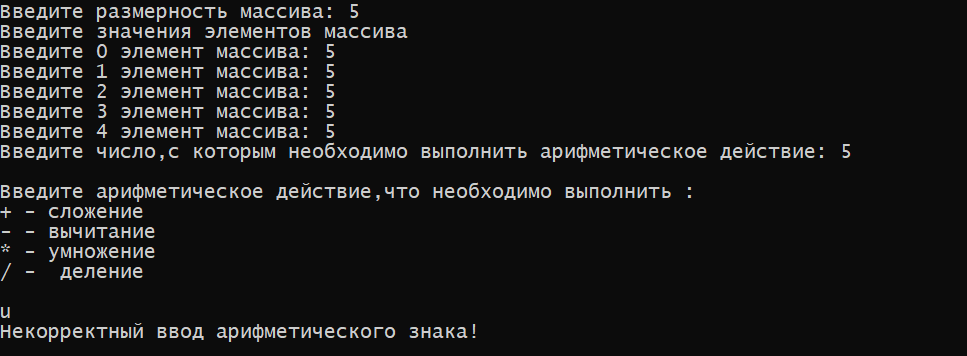 Введите размерность массива: 5
Введите значения элементов массива
Введите 0 элемент массива: 5
Введите 1 элемент массива: 5
Введите 2 элемент массива: 5
Введите 3 элемент массива: 5
Введите 4 элемент массива: 5
Введите число,с которым необходимо выполнить арифметическое действие: 5
Введите арифметическое действие,что необходимо выполнить :
+ - сложение
- - вычитание
* - умножение
/ -  деление
u
Некорректный ввод арифметического знака!